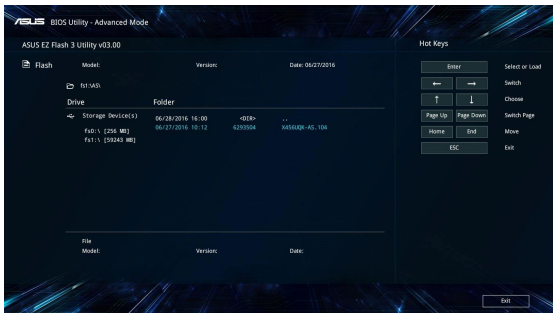 ASUS BIOS Utility - Advanced Mode
ASUS EZ Flash 3 Utility v03.00
Hot Keys
Flash
Model: Version: Date: 06/27/2016
fs1:\AS\
Drive Folder
Storage Device(s)
fs0:\ [256 MB]
fs1:\ [59243 MB]
06/28/2016 16:00 <DIR> ..
06/27/2016 10:12 6293504 X456UQK-AS.104
File
Model: Version: Date:
Enter Select or Load
← → Switch
↑ ↓ Choose
Page Up Page Down Switch Page
Home End Move
ESC Exit
Exit